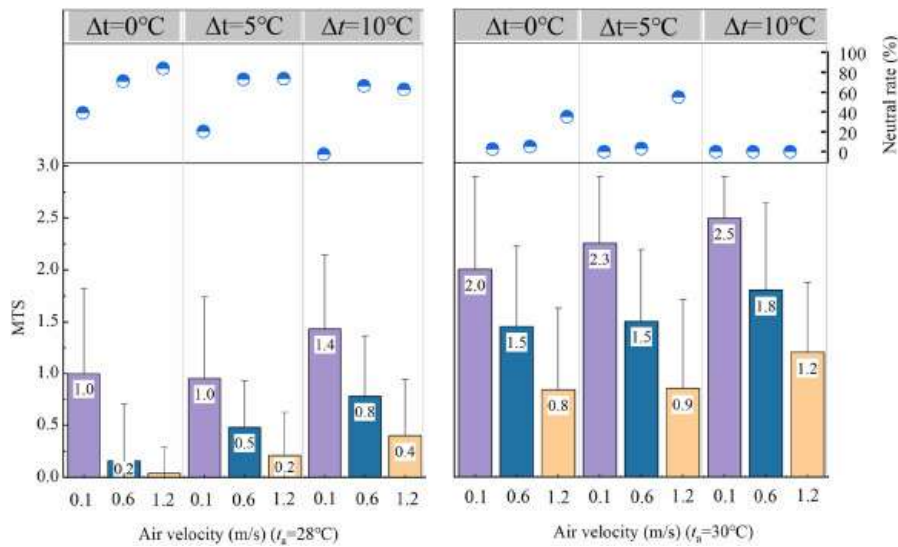 Δt=0°C Δt=5°C Δt=10°C Δt=0°C Δt=5°C Δt=10°C
100
80
60
40
20
0
Neutral rate (%)
3.0
2.5
2.0
1.5
1.0
0.5
0.0
MTS
1.0 0.2 1.0 0.5 0.2 1.4 0.8 0.4
2.0 1.5 0.8 2.3 1.5 0.9 2.5 1.8 1.2
0.1 0.6 1.2 0.1 0.6 1.2 0.1 0.6 1.2
0.1 0.6 1.2 0.1 0.6 1.2 0.1 0.6 1.2
Air velocity (m/s) (tₐ=28°C)
Air velocity (m/s) (tₐ=30°C)